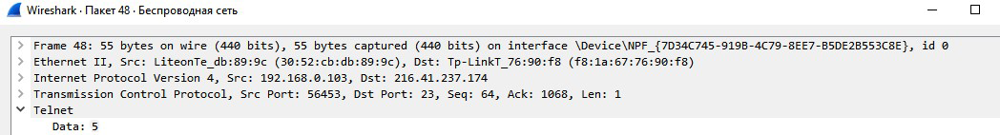 Wireshark · Пакет 48 · Беспроводная сеть
Frame 48: 55 bytes on wire (440 bits), 55 bytes captured (440 bits) on interface \Device\NPF_{7D34C745-919B-4C79-8EE7-B5DE2B553C8E}, id 0
Ethernet II, Src: LiteonTe_db:89:9c (30:52:cb:db:89:9c), Dst: Tp-LinkT_76:90:f8 (f8:1a:67:76:90:f8)
Internet Protocol Version 4, Src: 192.168.0.103, Dst: 216.41.237.174
Transmission Control Protocol, Src Port: 56453, Dst Port: 23, Seq: 64, Ack: 1068, Len: 1
Telnet
Data: 5